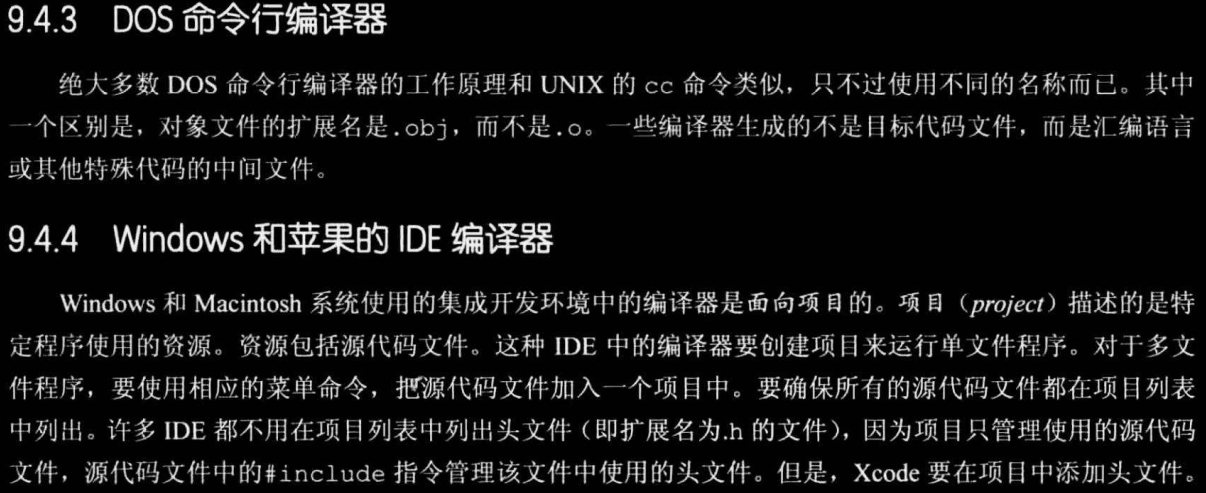 9.4.3 DOS 命令行编译器
绝大多数 DOS 命令行编译器的工作原理和 UNIX 的 cc 命令类似，只不过使用不同的名称而已。其中
一个区别是，对象文件的扩展名是.obj，而不是.o。一些编译器生成的不是目标代码文件，而是汇编语言
或其他特殊代码的中间文件。
9.4.4 Windows 和苹果的 IDE 编译器
Windows 和 Macintosh 系统使用的集成开发环境中的编译器是面向项目的。项目（project）描述的是特
定程序使用的资源。资源包括源代码文件。这种 IDE 中的编译器要创建项目来运行单文件程序。对于多文
件程序，要使用相应的菜单命令，把源代码文件加入一个项目中。要确保所有的源代码文件都在项目列表
中列出。许多 IDE 都不用在项目列表中列出头文件（即扩展名为.h 的文件），因为项目只管理使用的源代码
文件，源代码文件中的#include 指令管理该文件中使用的头文件。但是，Xcode 要在项目中添加头文件。